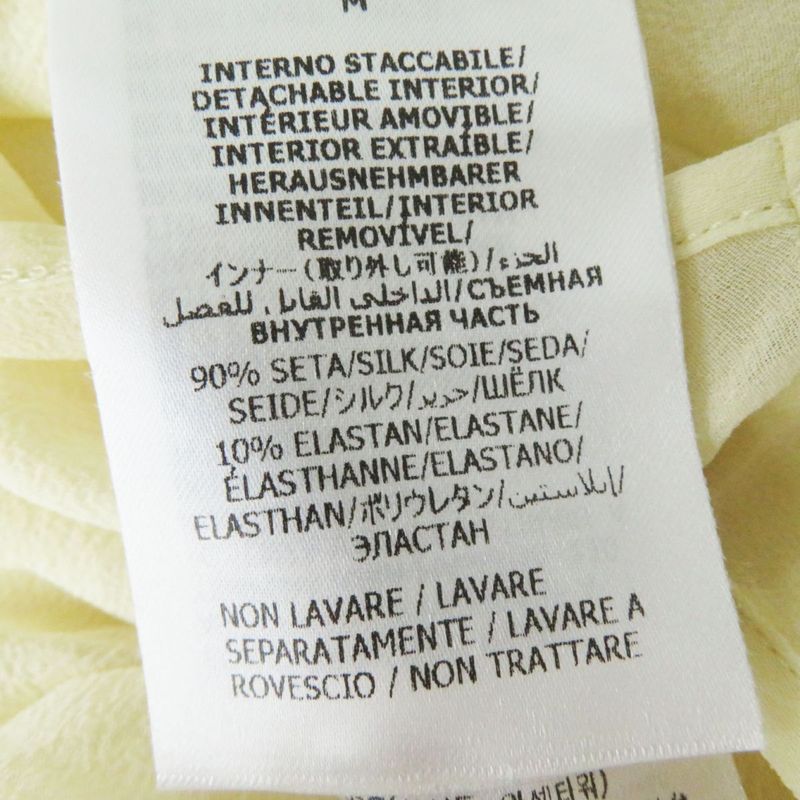 M
INTERNO STACCABILE/
DETACHABLE INTERIOR/
INTÉRIEUR AMOVIBLE/
INTERIOR EXTRAÍBLE/
HERAUSNEHMBARER
INNENTEIL/INTERIOR
REMOVÍVEL/
インナー(取り外し可能)/الجزء
الداخلي القابل للفصل/СЪЕМНАЯ
ВНУТРЕННАЯ ЧАСТЬ
90% SETA/SILK/SOIE/SEDA/
SEIDE/シルク/حرير/ШЁЛК
10% ELASTAN/ELASTANE/
ÉLASTHANNE/ELASTANO/
ELASTHAN/ポリウレタン/إيلاستين/
ЭЛАСТАН
NON LAVARE / LAVARE
SEPARATAMENTE / LAVARE A
ROVESCIO / NON TRATTARE